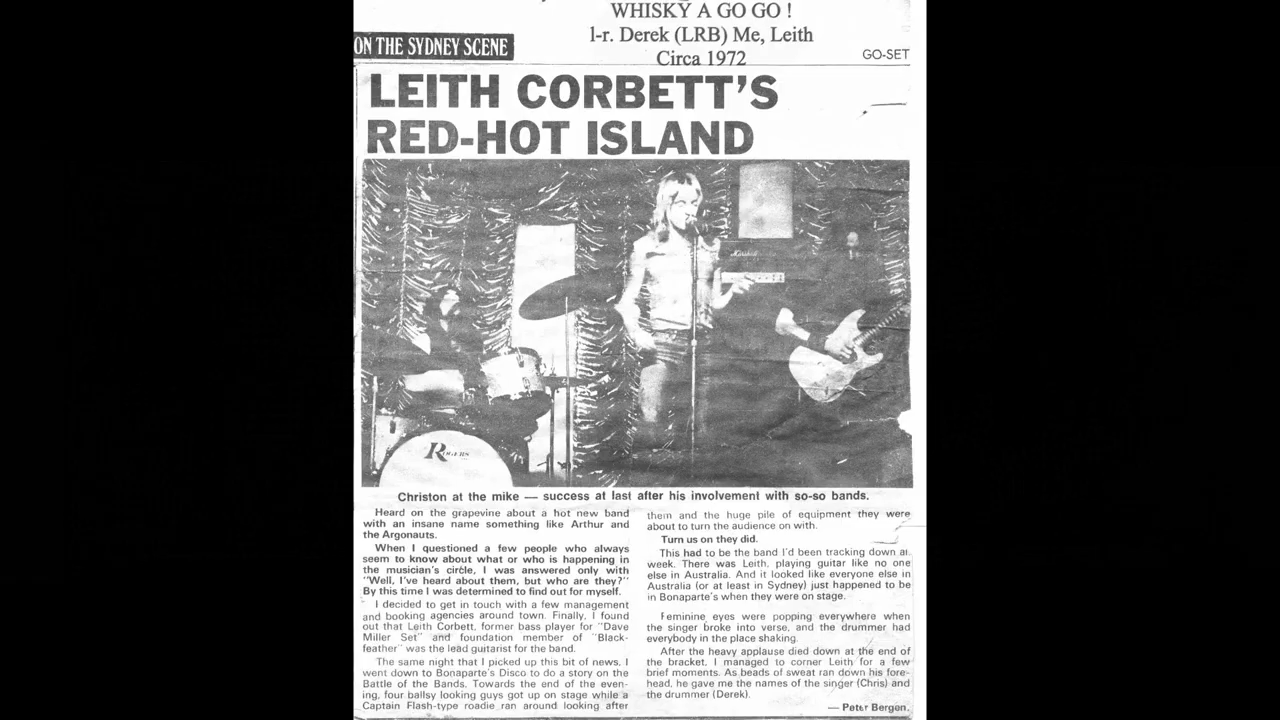 WHISKY A GO GO !
l-r. Derek (LRB) Me, Leith
Circa 1972
ON THE SYDNEY SCENE
GO-SET
LEITH CORBETT'S
RED-HOT ISLAND
Marshall
ROGERS
Christon at the mike — success at last after his involvement with so-so bands.
Heard on the grapevine about a hot new band
with an insane name something like Arthur and
the Argonauts.
When I questioned a few people who always
seem to know about what or who is happening in
the musician's circle, I was answered only with
"Well, I've heard about them, but who are they?"
By this time I was determined to find out for myself.
I decided to get in touch with a few management
and booking agencies around town. Finally, I found
out that Leith Corbett, former bass player for "Dave
Miller Set" and foundation member of "Black-
feather" was the lead guitarist for the band.
The same night that I picked up this bit of news, I
went down to Bonaparte's Disco to do a story on the
Battle of the Bands. Towards the end of the even-
ing, four ballsy looking guys got up on stage while a
Captain Flash-type roadie ran around looking after
them and the huge pile of equipment they were
about to turn the audience on with.
Turn us on they did.
This had to be the band I'd been tracking down al.
week. There was Leith, playing guitar like no one
else in Australia. And it looked like everyone else in
Australia (or at least in Sydney) just happened to be
in Bonaparte's when they were on stage.
Feminine eyes were popping everywhere when
the singer broke into verse, and the drummer had
everybody in the place shaking.
After the heavy applause died down at the end of
the bracket, I managed to corner Leith for a few
brief moments. As beads of sweat ran down his fore-
head, he gave me the names of the singer (Chris) and
the drummer (Derek).
— Peter Bergen.